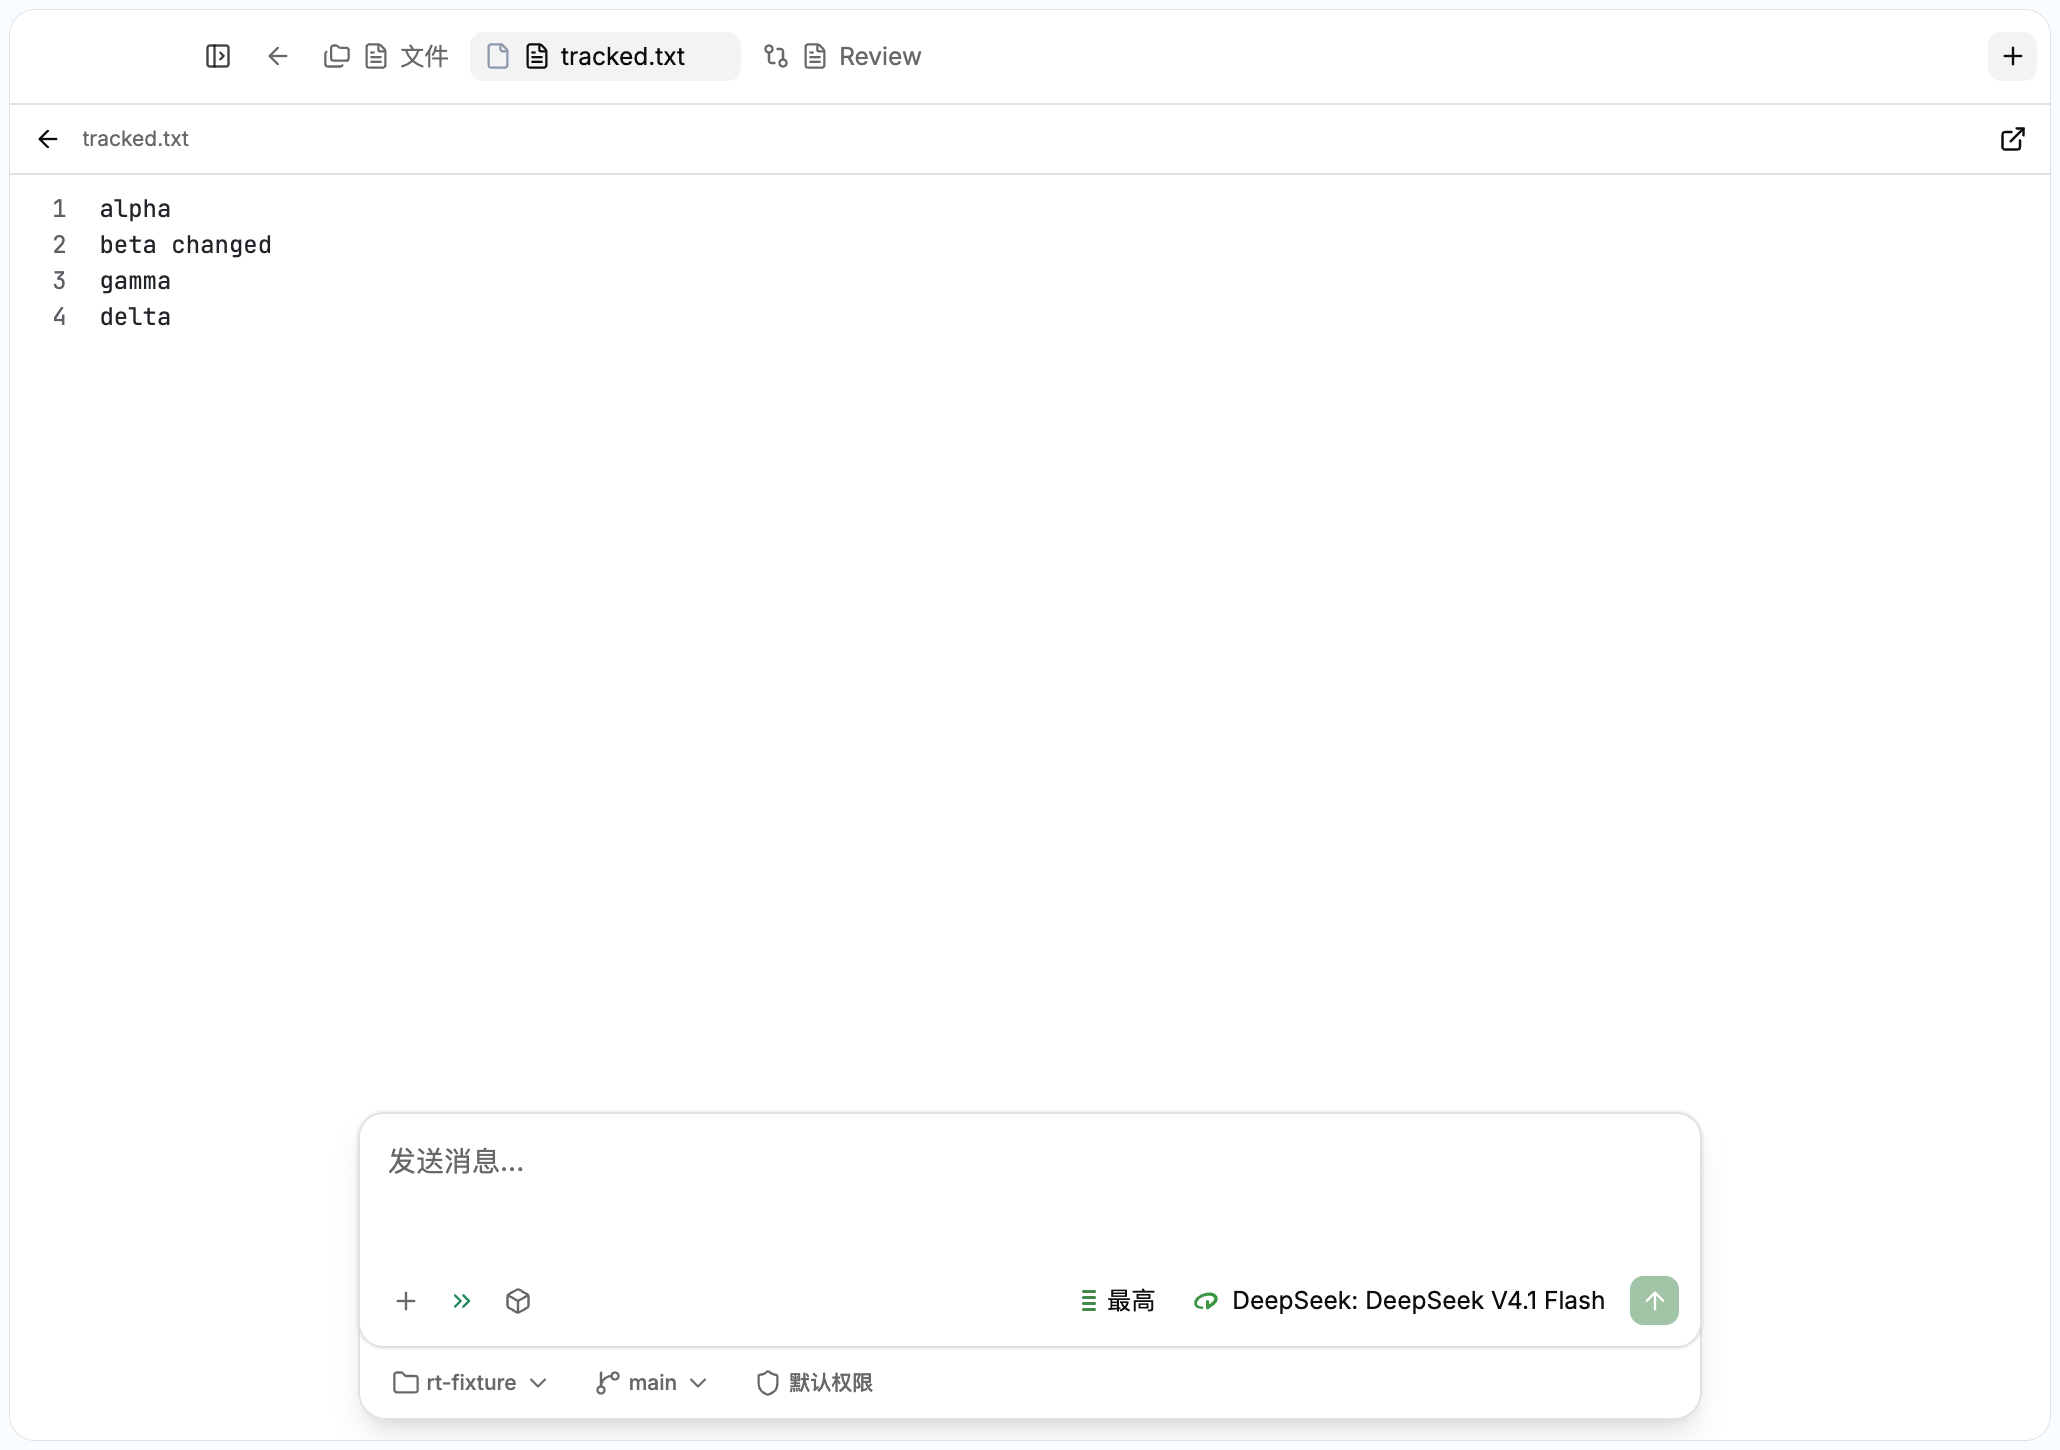 文件 tracked.txt Review
tracked.txt
1 alpha
2 beta changed
3 gamma
4 delta
发送消息...
最高 DeepSeek: DeepSeek V4.1 Flash
rt-fixture main 默认权限